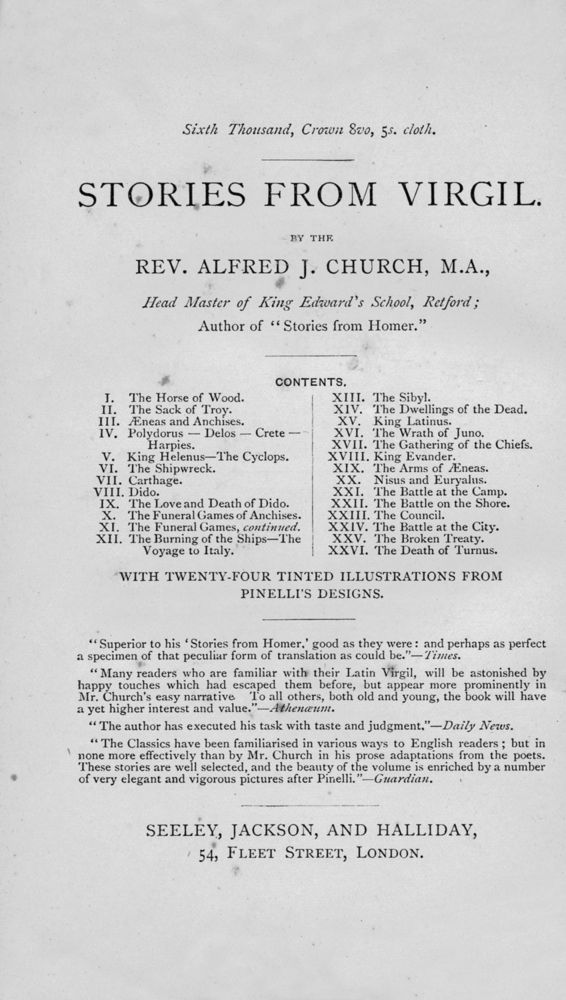 Sixth Thousand, Crown 8vo, 5s. cloth.
STORIES FROM VIRGIL.
BY THE
REV. ALFRED J. CHURCH, M.A.,
Head Master of King Edward's School, Retford;
Author of "Stories from Homer."
CONTENTS.
I. The Horse of Wood.
II. The Sack of Troy.
III. Æneas and Anchises.
IV. Polydorus — Delos — Crete —
Harpies.
V. King Helenus—The Cyclops.
VI. The Shipwreck.
VII. Carthage.
VIII. Dido.
IX. The Love and Death of Dido.
X. The Funeral Games of Anchises.
XI. The Funeral Games, continued.
XII. The Burning of the Ships—The
Voyage to Italy.
XIII. The Sibyl.
XIV. The Dwellings of the Dead.
XV. King Latinus.
XVI. The Wrath of Juno.
XVII. The Gathering of the Chiefs.
XVIII. King Evander.
XIX. The Arms of Æneas.
XX. Nisus and Euryalus.
XXI. The Battle at the Camp.
XXII. The Battle on the Shore.
XXIII. The Council.
XXIV. The Battle at the City.
XXV. The Broken Treaty.
XXVI. The Death of Turnus.
WITH TWENTY-FOUR TINTED ILLUSTRATIONS FROM
PINELLI'S DESIGNS.
"Superior to his 'Stories from Homer,' good as they were: and perhaps as perfect
a specimen of that peculiar form of translation as could be."—Times.
"Many readers who are familiar with their Latin Virgil, will be astonished by
happy touches which had escaped them before, but appear more prominently in
Mr. Church's easy narrative To all others, both old and young, the book will have
a yet higher interest and value."—Athenæum.
"The author has executed his task with taste and judgment."—Daily News.
"The Classics have been familiarised in various ways to English readers; but in
none more effectively than by Mr. Church in his prose adaptations from the poets.
These stories are well selected, and the beauty of the volume is enriched by a number
of very elegant and vigorous pictures after Pinelli."—Guardian.
SEELEY, JACKSON, AND HALLIDAY,
54, FLEET STREET, LONDON.